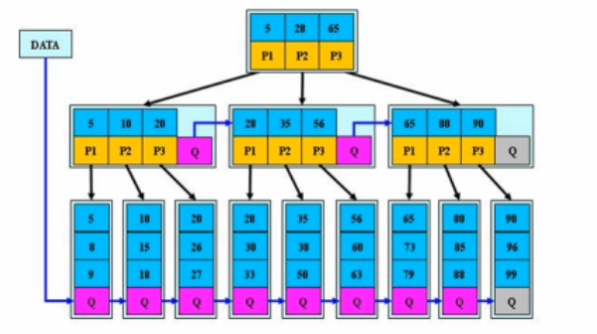 5 28 65
P1 P2 P3
DATA
5 10 20
P1 P2 P3 Q
28 35 56
P1 P2 P3 Q
65 80 90
P1 P2 P3 Q
5 10 20 28 35 56 65 80 90
8 15 26 30 38 60 73 85 96
9 18 27 33 50 63 79 88 99
Q Q Q Q Q Q Q Q Q